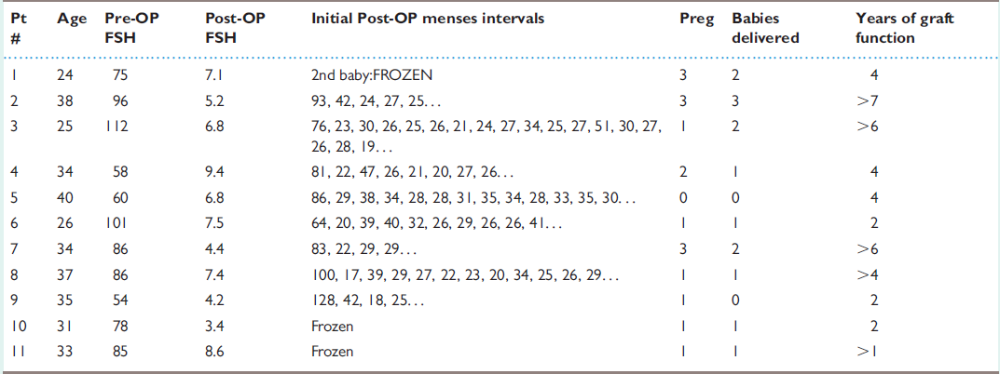 Pt Age Pre-OP Post-OP Initial Post-OP menses intervals Preg Babies Years of graft
# FSH FSH delivered function
1 24 75 7.1 2nd baby:FROZEN 3 2 4
2 38 96 5.2 93, 42, 24, 27, 25... 3 3 >7
3 25 112 6.8 76, 23, 30, 26, 25, 26, 21, 24, 27, 34, 25, 27, 51, 30, 27, 1 2 >6
26, 28, 19...
4 34 58 9.4 81, 22, 47, 26, 21, 20, 27, 26... 2 1 4
5 40 60 6.8 86, 29, 38, 34, 28, 28, 31, 35, 34, 28, 33, 35, 30... 0 0 4
6 26 101 7.5 64, 20, 39, 40, 32, 26, 29, 26, 26, 41... 1 1 2
7 34 86 4.4 83, 22, 29, 29... 3 2 >6
8 37 86 7.4 100, 17, 39, 29, 27, 22, 23, 20, 34, 25, 26, 29... 1 1 >4
9 35 54 4.2 128, 42, 18, 25... 1 0 2
10 31 78 3.4 Frozen 1 1 2
11 33 85 8.6 Frozen 1 1 >1